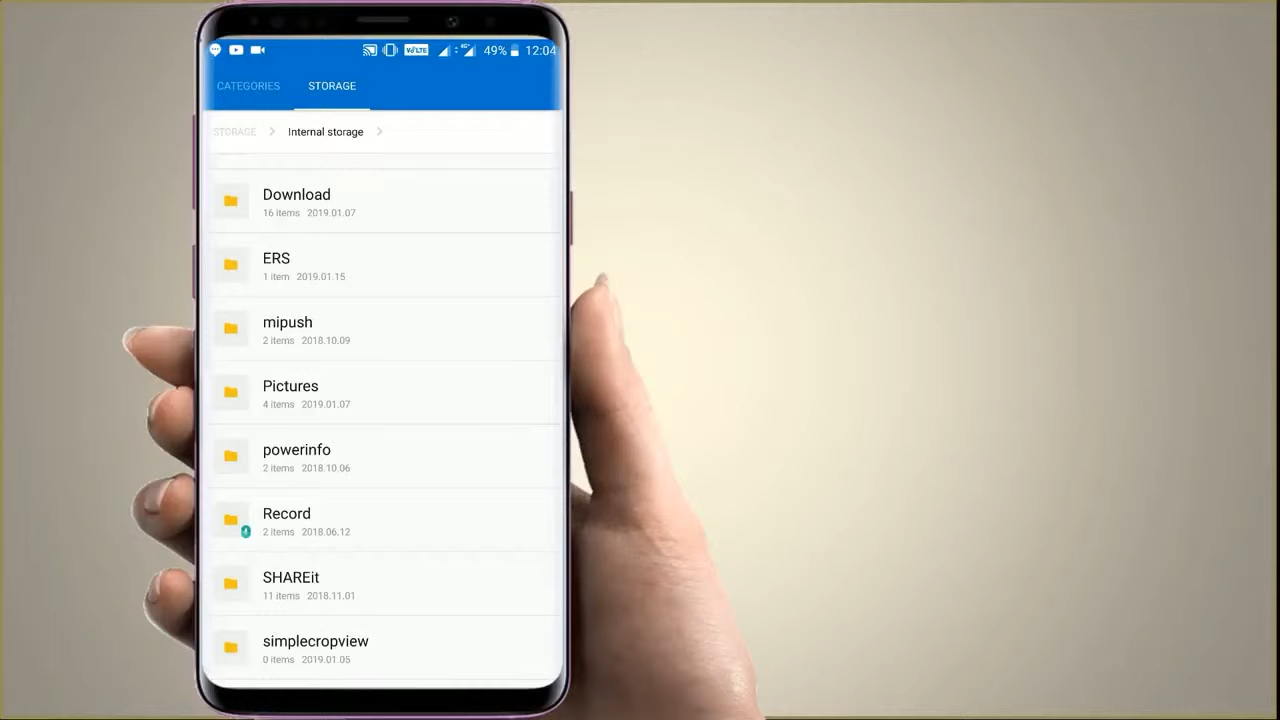 VoLTE 49% 12:04
CATEGORIES STORAGE
STORAGE Internal storage
Download
16 items 2019.01.07
ERS
1 item 2019.01.15
mipush
2 items 2018.10.09
Pictures
4 items 2019.01.07
powerinfo
2 items 2018.10.06
Record
2 items 2018.06.12
SHAREit
11 items 2018.11.01
simplecropview
0 items 2019.01.05